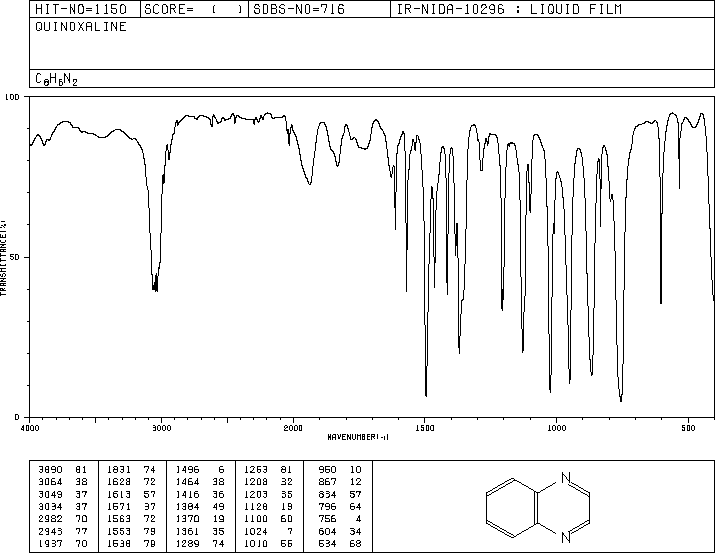 HIT-NO=1150 SCORE= ( ) SDBS-NO=716 IR-NIDA-10296 : LIQUID FILM
QUINOXALINE
C8H6N2
100
50
0
TRANSMITTANCE(%)
4000 3000 2000 1500 1000 500
WAVENUMBER(-1)
3890 81 1831 74 1496 6 1263 81 950 10
3064 38 1628 72 1464 38 1208 32 867 12
3049 37 1613 57 1416 36 1203 35 834 57
3034 37 1571 37 1384 49 1128 19 796 64
2982 70 1563 72 1370 19 1100 60 756 4
2943 77 1553 79 1361 35 1024 7 604 34
1937 70 1538 79 1289 74 1010 55 534 68
N
N